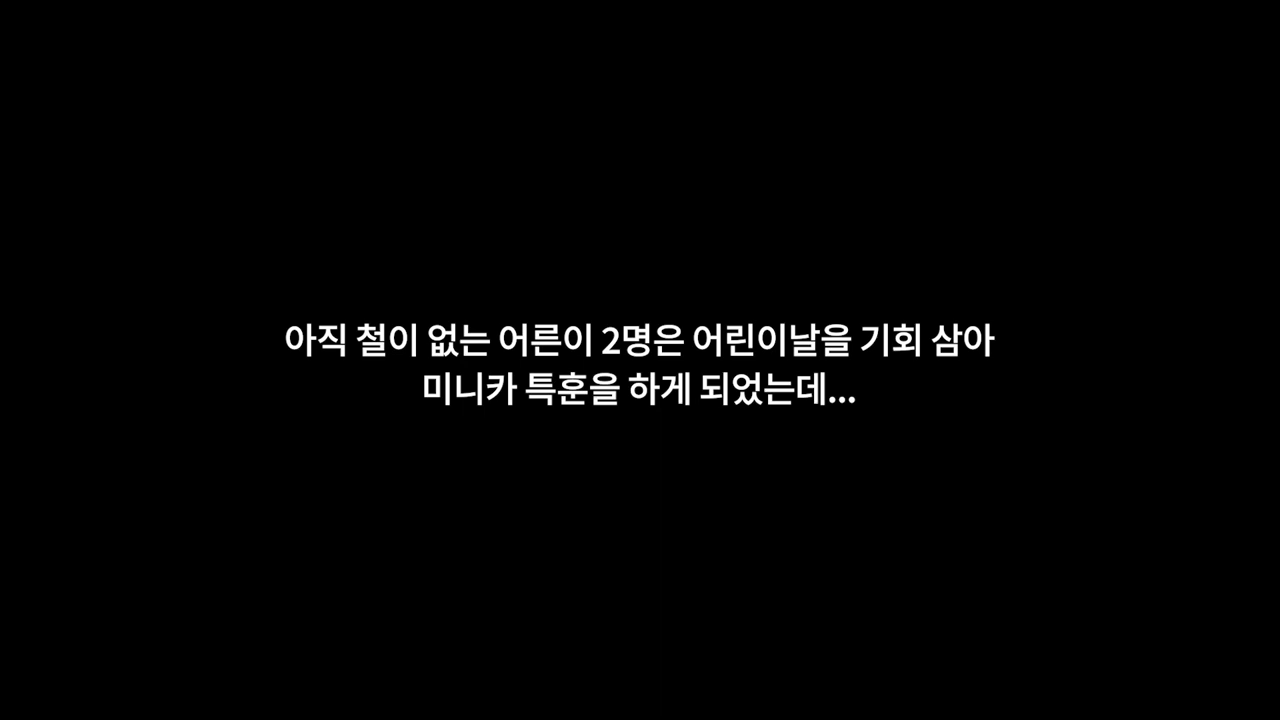 아직 철이 없는 어른이 2명은 어린이날을 기회 삼아
미니카 특훈을 하게 되었는데...